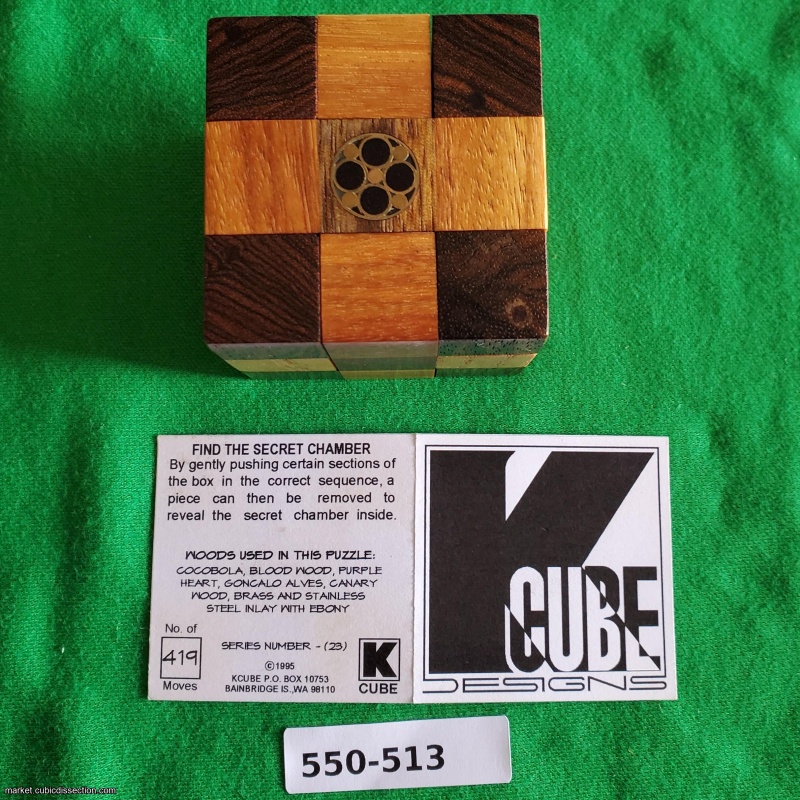 FIND THE SECRET CHAMBER
By gently pushing certain sections of
the box in the correct sequence, a
piece can then be removed to
reveal the secret chamber inside.
WOODS USED IN THIS PUZZLE:
COCOBOLA, BLOOD WOOD, PURPLE
HEART, GONCALO ALVES, CANARY
WOOD, BRASS AND STAINLESS
STEEL INLAY WITH EBONY
No. of
419
Moves
SERIES NUMBER - (23)
©1995
KCUBE P.O. BOX 10753
BAINBRIDGE IS.,WA 98110
K
CUBE
K
CUBE
DESIGNS
550-513
market.cubicdissection.com